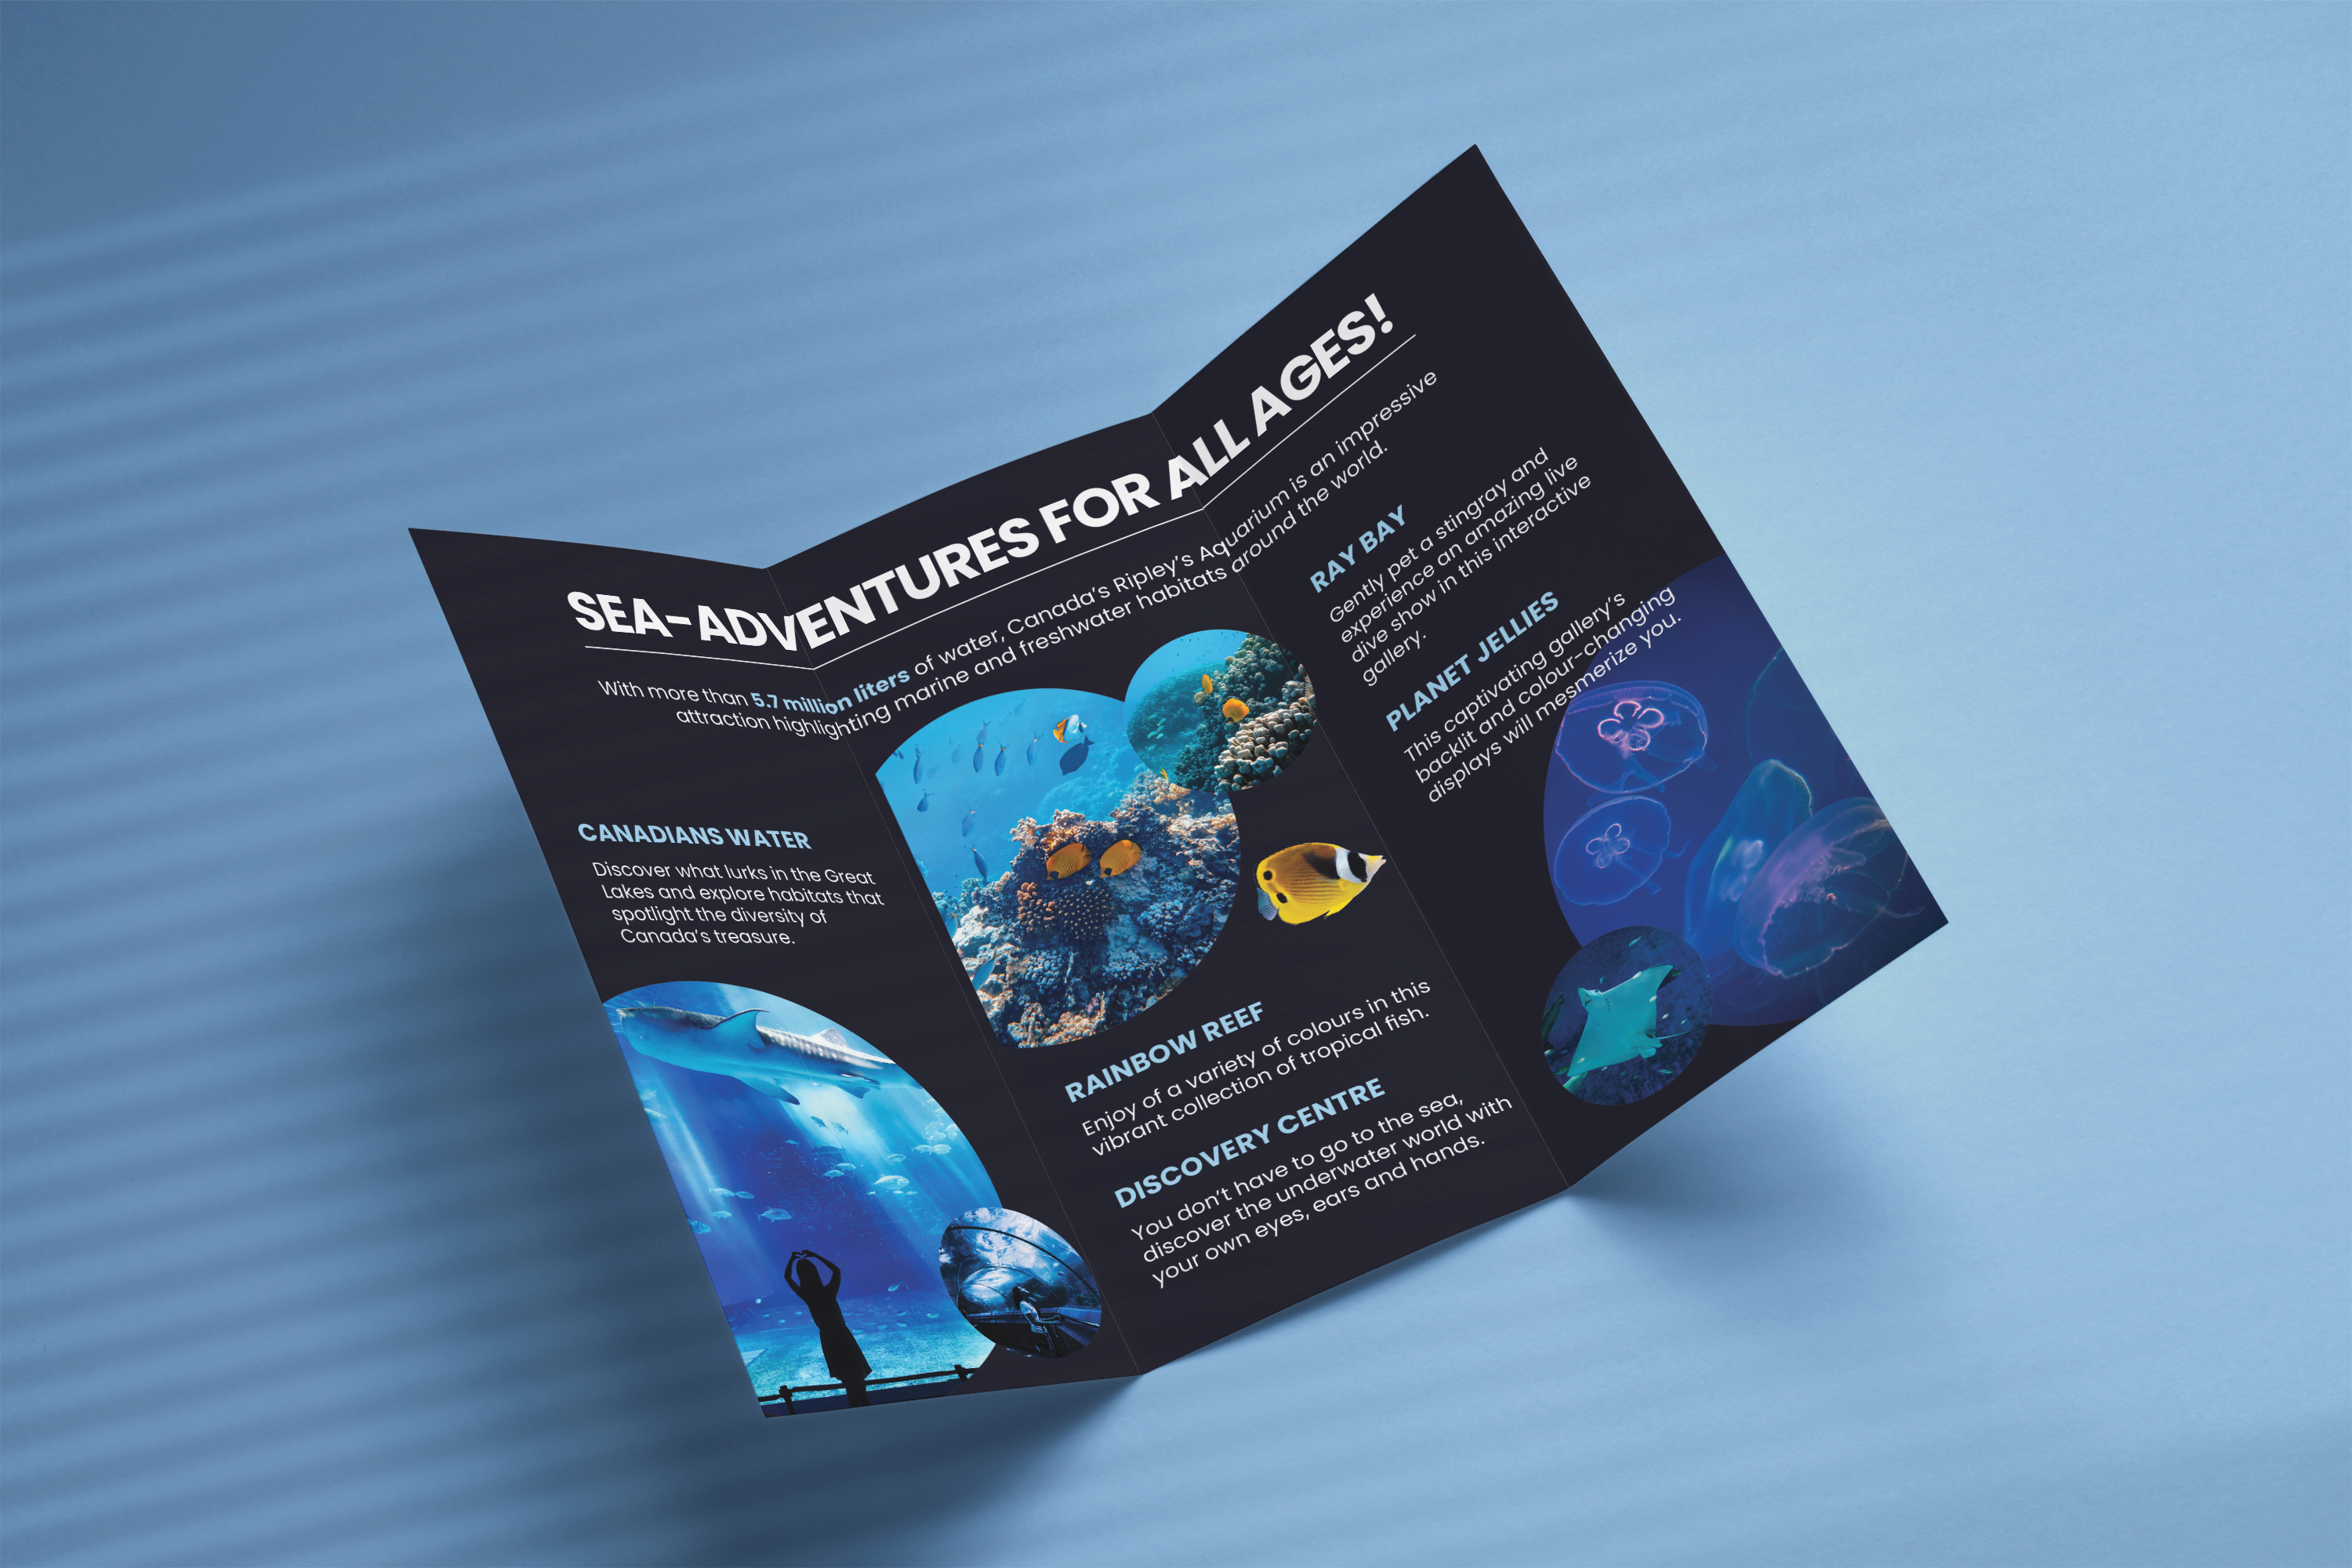 SEA-ADVENTURES FOR ALL AGES!
With more than 5.7 million liters of water, Canada's Ripley's Aquarium is an impressive
attraction highlighting marine and freshwater habitats around the world.
CANADIANS WATER
Discover what lurks in the Great
Lakes and explore habitats that
spotlight the diversity of
Canada's treasure.
RAINBOW REEF
Enjoy of a variety of colours in this
vibrant collection of tropical fish.
DISCOVERY CENTRE
You don't have to go to the sea,
discover the underwater world with
your own eyes, ears and hands.
RAY BAY
Gently pet a stingray and
experience an amazing live
dive show in this interactive
gallery.
PLANET JELLIES
This captivating gallery's
backlit and colour-changing
displays will mesmerize you.